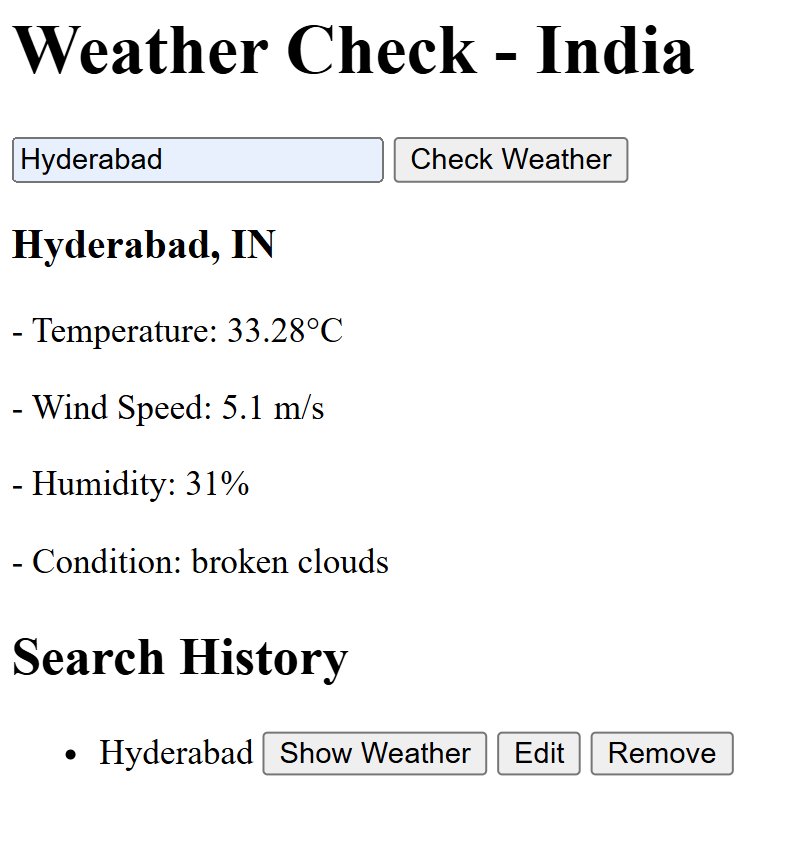 Weather Check - India
Hyderabad Check Weather
Hyderabad, IN
- Temperature: 33.28°C
- Wind Speed: 5.1 m/s
- Humidity: 31%
- Condition: broken clouds
Search History
• Hyderabad Show Weather Edit Remove